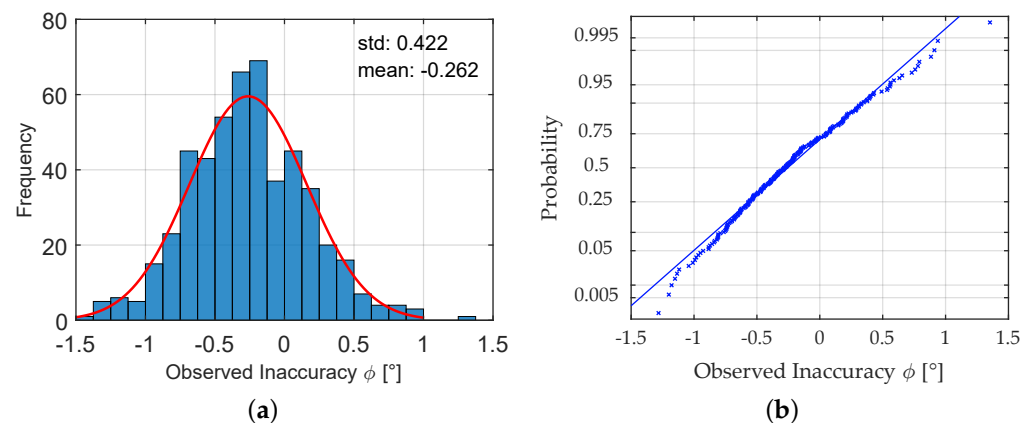 80
60
40
20
0
Frequency
std: 0.422
mean: -0.262
-1.5 -1 -0.5 0 0.5 1 1.5
Observed Inaccuracy ϕ [°]
(a)
0.995
0.95
0.75
0.5
0.25
0.05
0.005
Probability
-1.5 -1 -0.5 0 0.5 1 1.5
Observed Inaccuracy ϕ [°]
(b)